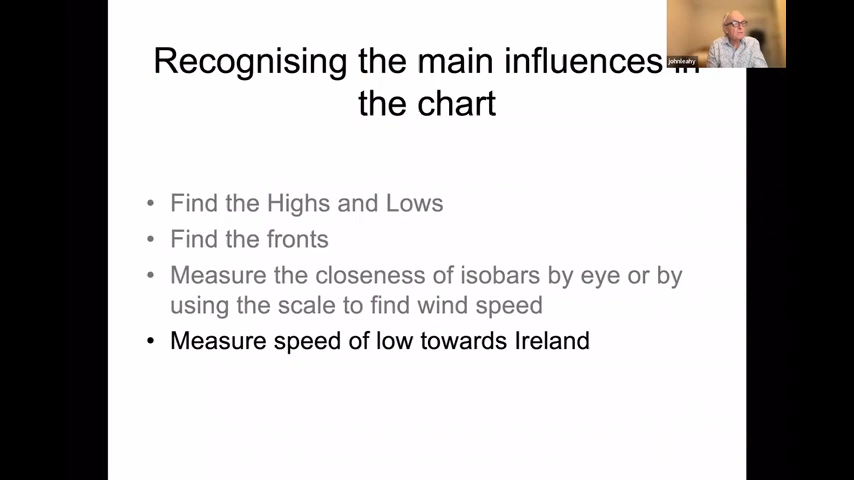 Recognising the main influences in
the chart
johnleahy
• Find the Highs and Lows
• Find the fronts
• Measure the closeness of isobars by eye or by
using the scale to find wind speed
• Measure speed of low towards Ireland